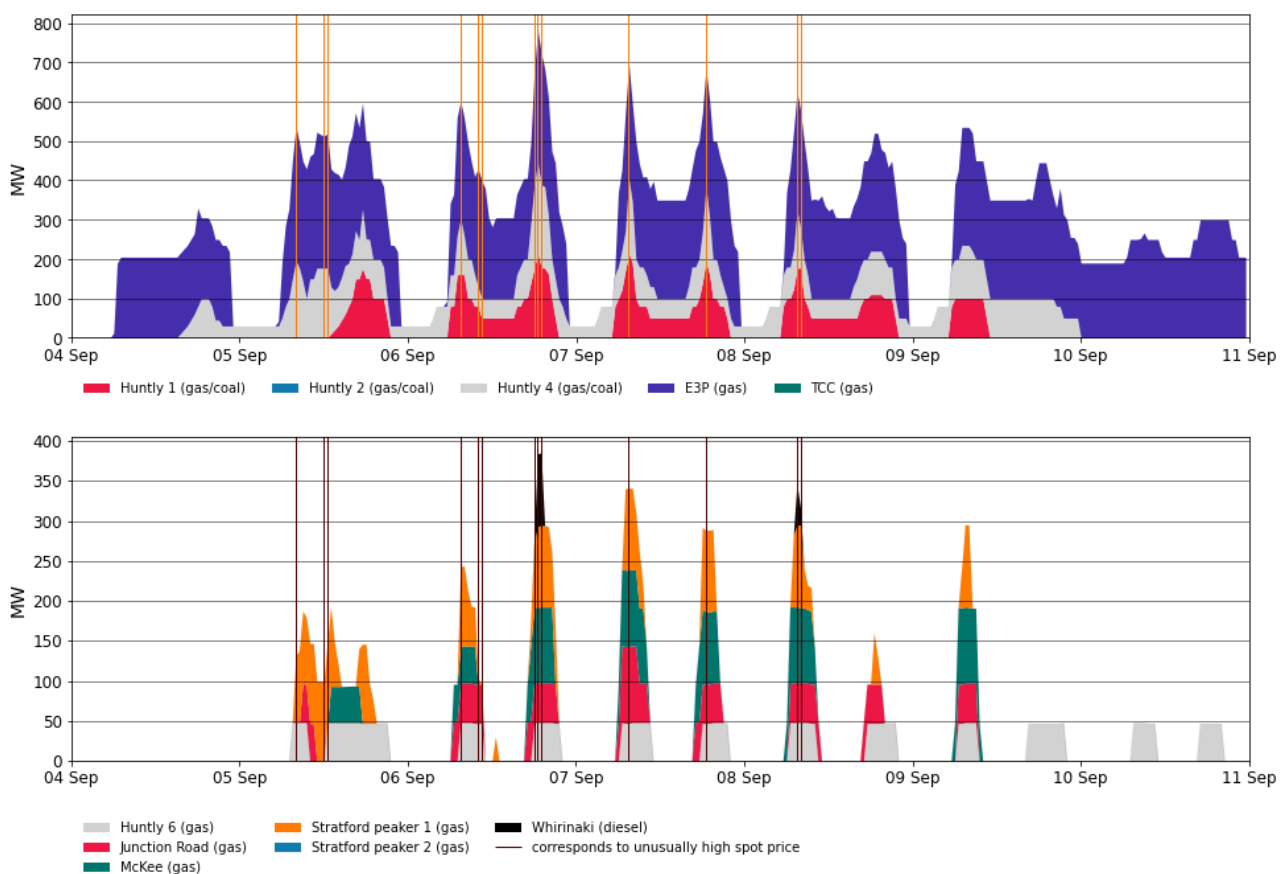 800
700
600
500
400
300
200
100
0
MW
04 Sep 05 Sep 06 Sep 07 Sep 08 Sep 09 Sep 10 Sep 11 Sep
Huntly 1 (gas/coal) Huntly 2 (gas/coal) Huntly 4 (gas/coal) E3P (gas) TCC (gas)
400
350
300
250
200
150
100
50
0
MW
04 Sep 05 Sep 06 Sep 07 Sep 08 Sep 09 Sep 10 Sep 11 Sep
Huntly 6 (gas) Stratford peaker 1 (gas) Whirinaki (diesel)
Junction Road (gas) Stratford peaker 2 (gas) corresponds to unusually high spot price
McKee (gas)